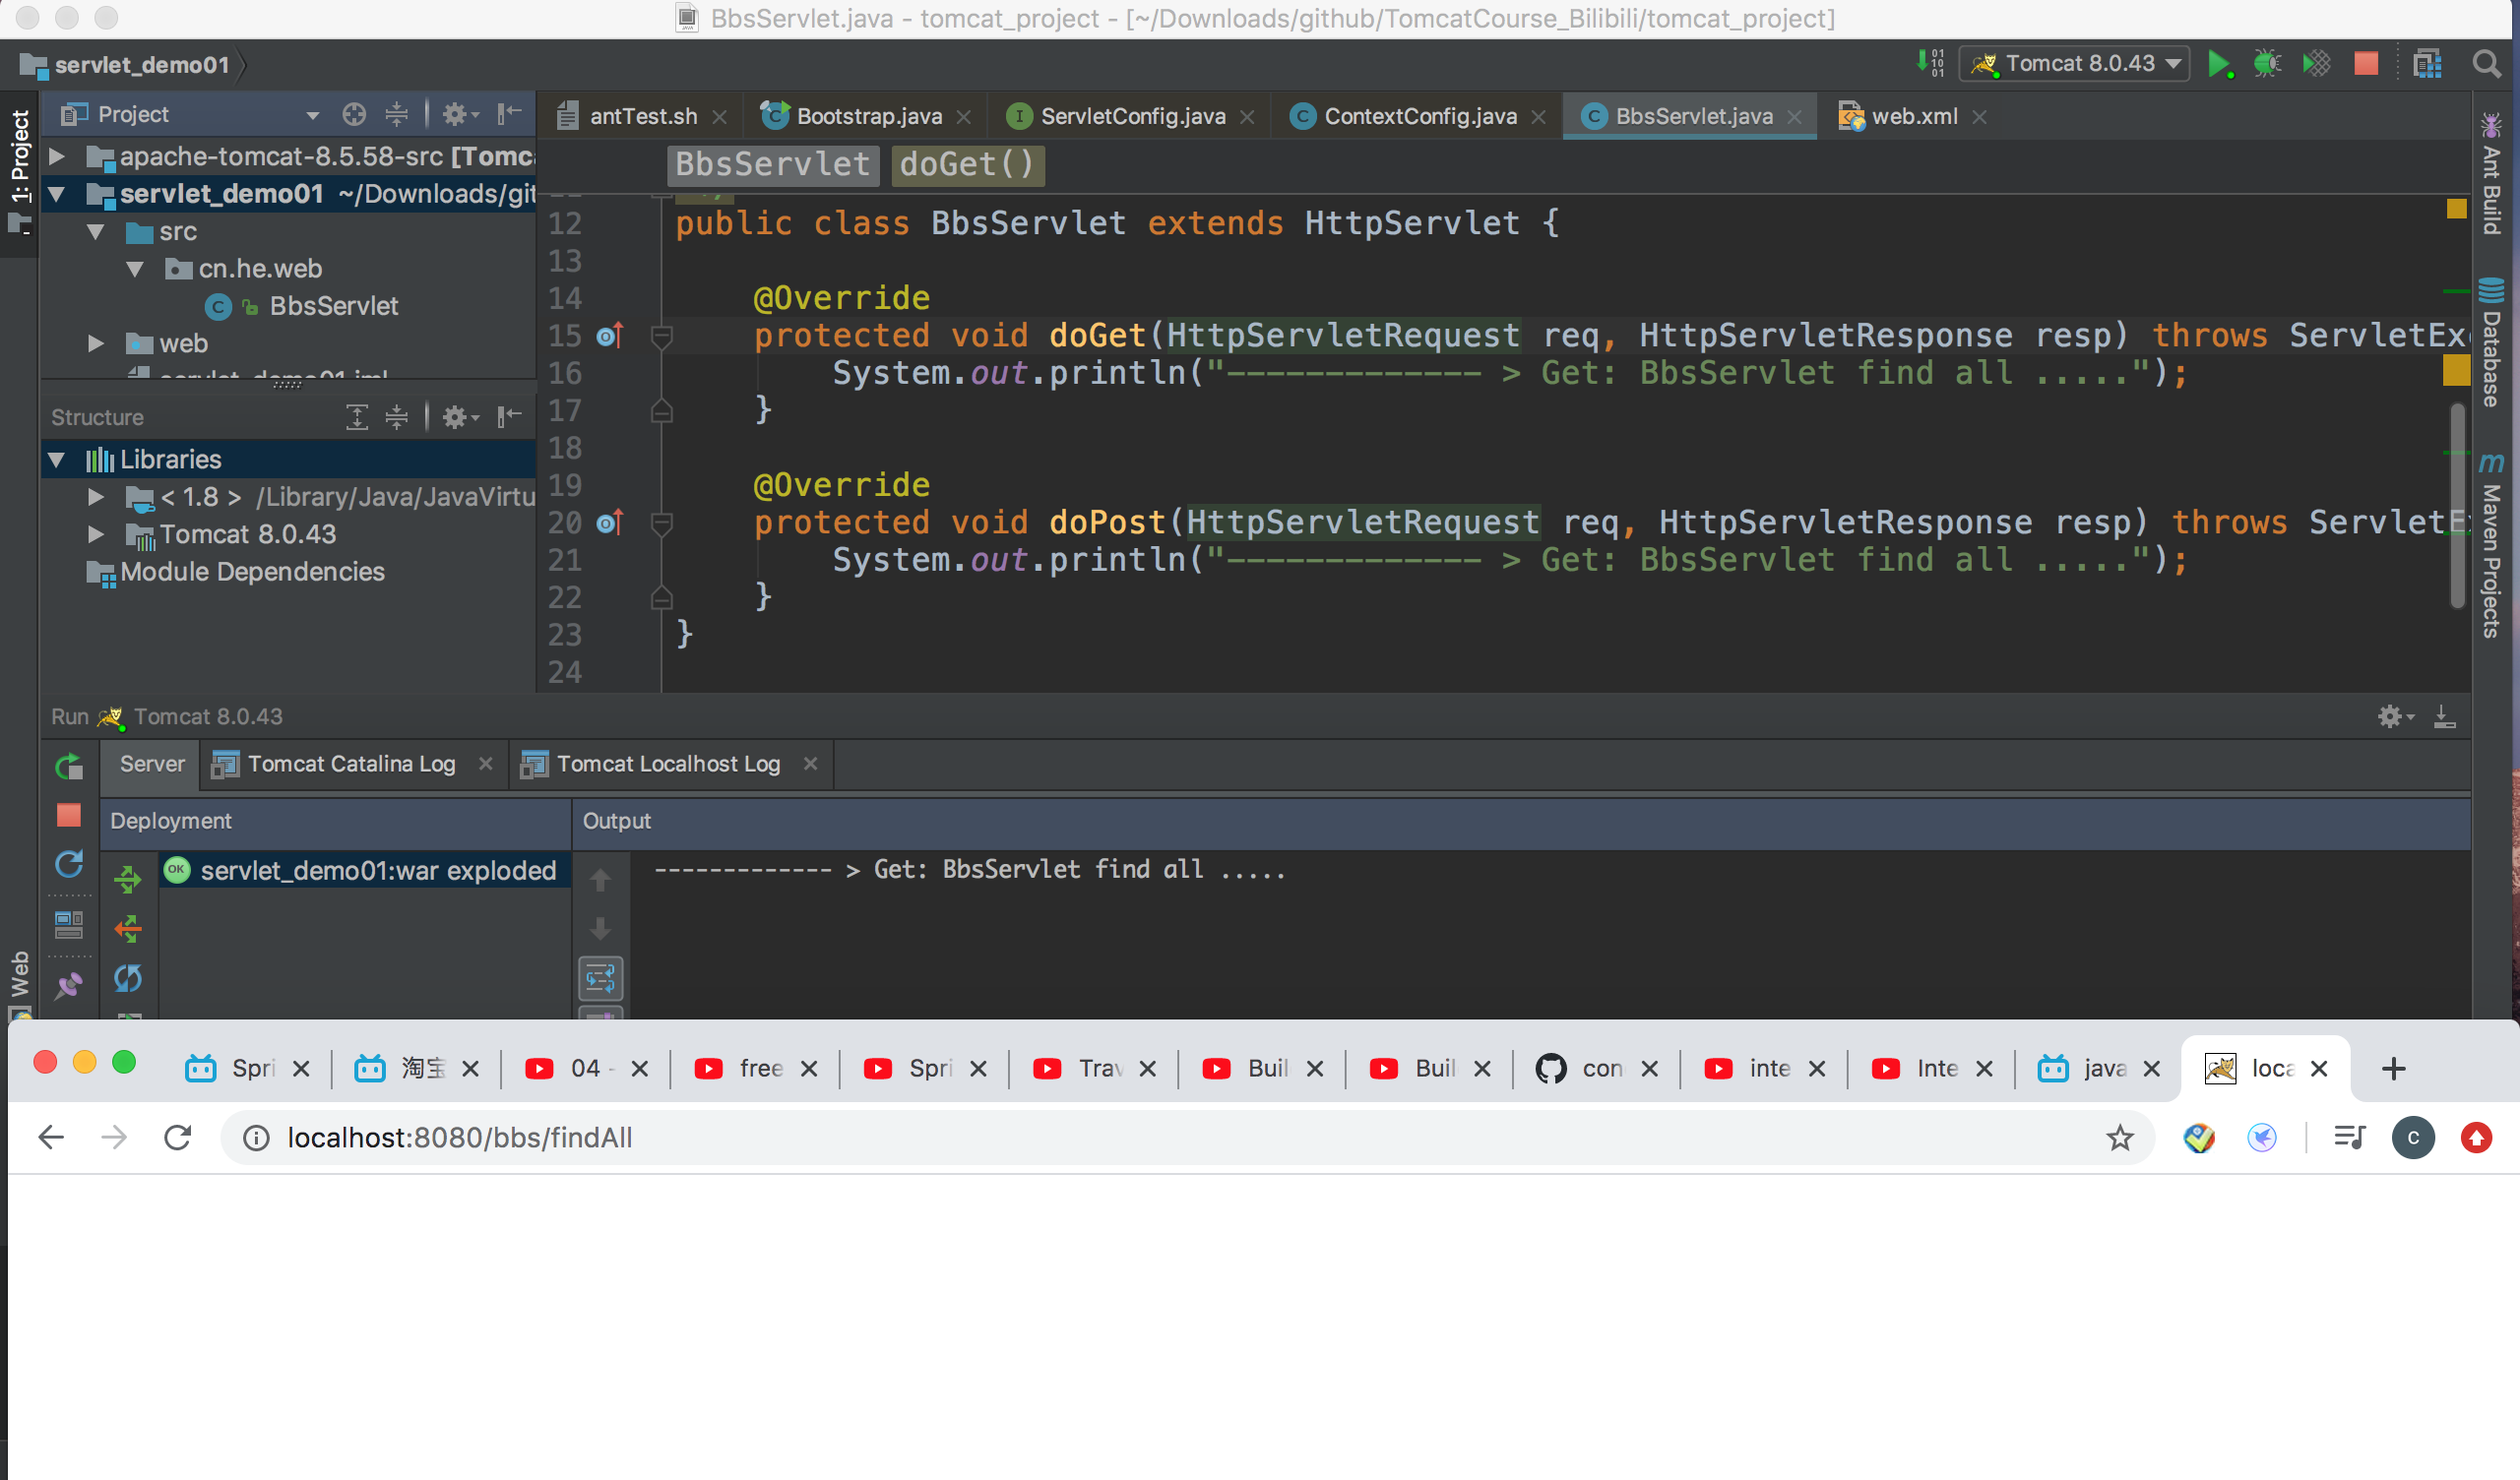 BbsServlet.java - tomcat_project - [~/Downloads/github/TomcatCourse_Bilibili/tomcat_project]
servlet_demo01
Tomcat 8.0.43
1: Project
Project
antTest.sh
Bootstrap.java
ServletConfig.java
ContextConfig.java
BbsServlet.java
web.xml
Ant Build
Database
Maven Projects
apache-tomcat-8.5.58-src [Tomc
servlet_demo01 ~/Downloads/git
src
cn.he.web
BbsServlet
web
BbsServlet doGet()
12 public class BbsServlet extends HttpServlet {
13
14 @Override
15 protected void doGet(HttpServletRequest req, HttpServletResponse resp) throws ServletEx
16 System.out.println("------------- > Get: BbsServlet find all .....");
17 }
18
19 @Override
20 protected void doPost(HttpServletRequest req, HttpServletResponse resp) throws ServletE
21 System.out.println("------------- > Get: BbsServlet find all .....");
22 }
23 }
24
Structure
Libraries
< 1.8 > /Library/Java/JavaVirtu
Tomcat 8.0.43
Module Dependencies
Run Tomcat 8.0.43
Server
Tomcat Catalina Log
Tomcat Localhost Log
Deployment
Output
OK servlet_demo01:war exploded
------------- > Get: BbsServlet find all .....
Web
Spri
淘宝
04 -
free
Spri
Trav
Buil
Buil
con
inte
Inte
java
loca
localhost:8080/bbs/findAll
C